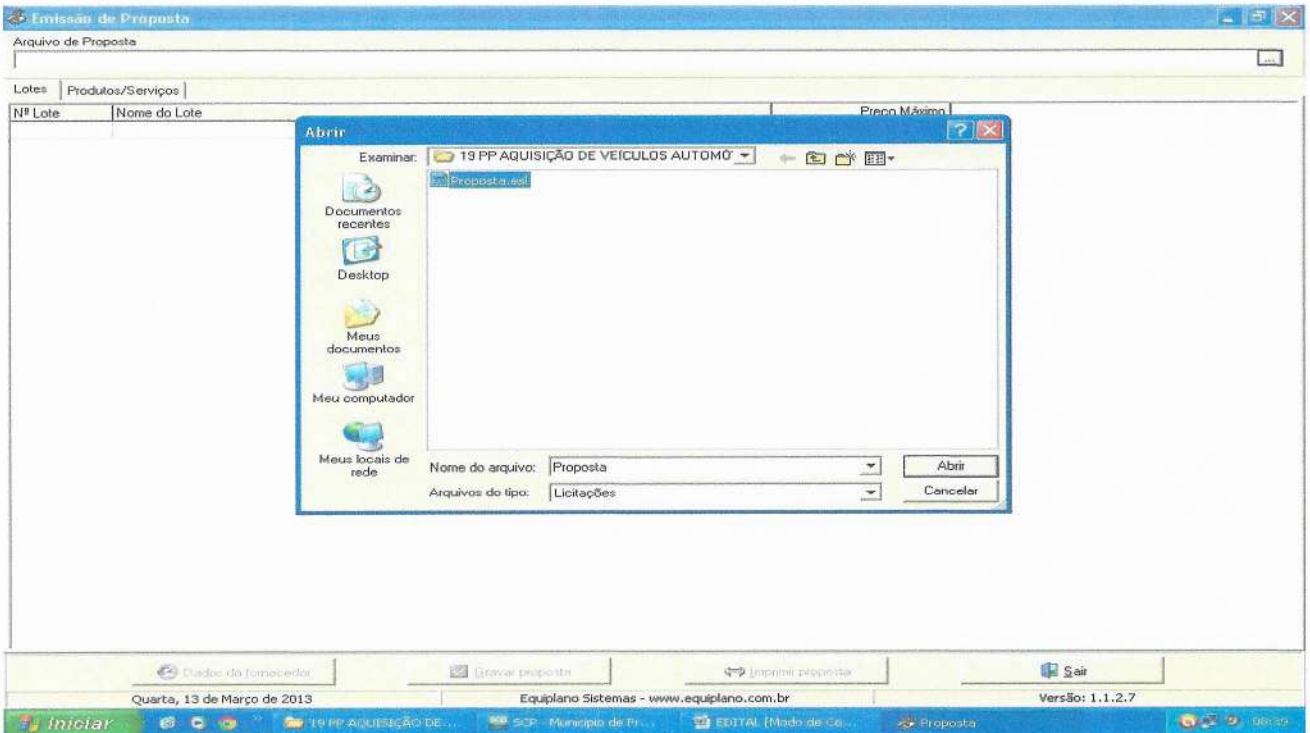 Emissão de Proposta
Arquivo de Proposta
...
Lotes Produtos/Serviços
Nº Lote Nome do Lote Preço Máximo
Abrir
Examinar: 19 PP AQUISIÇÃO DE VEÍCULOS AUTOMÓ
Proposta.esl
Documentos
recentes
Desktop
Meus
documentos
Meu computador
Meus locais de
rede
Nome do arquivo: Proposta Abrir
Arquivos do tipo: Licitações Cancelar
Dados do fornecedor Gravar proposta Imprimir proposta Sair
Quarta, 13 de Março de 2013 Equiplano Sistemas - www.equiplano.com.br Versão: 1.1.2.7
Iniciar 19 PP AQUISIÇÃO DE... SCP - Município de Pr... EDITAL [Modo de Co... Proposta 08:39